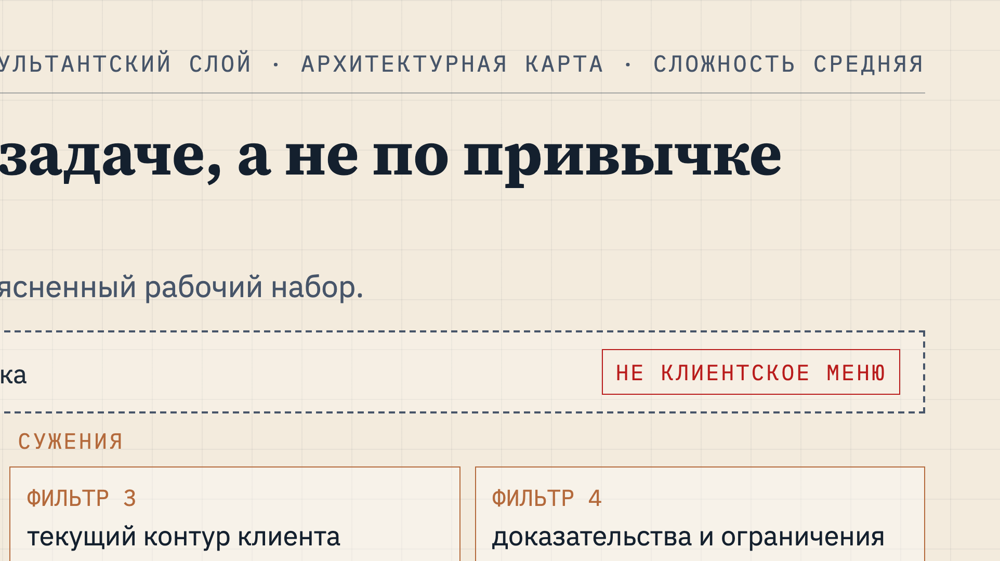 УЛЬТАНТСКИЙ СЛОЙ · АРХИТЕКТУРНАЯ КАРТА · СЛОЖНОСТЬ СРЕДНЯЯ
задаче, а не по привычке
ясненный рабочий набор.
ка
НЕ КЛИЕНТСКОЕ МЕНЮ
СУЖЕНИЯ
ФИЛЬТР 3
текущий контур клиента
ФИЛЬТР 4
доказательства и ограничения